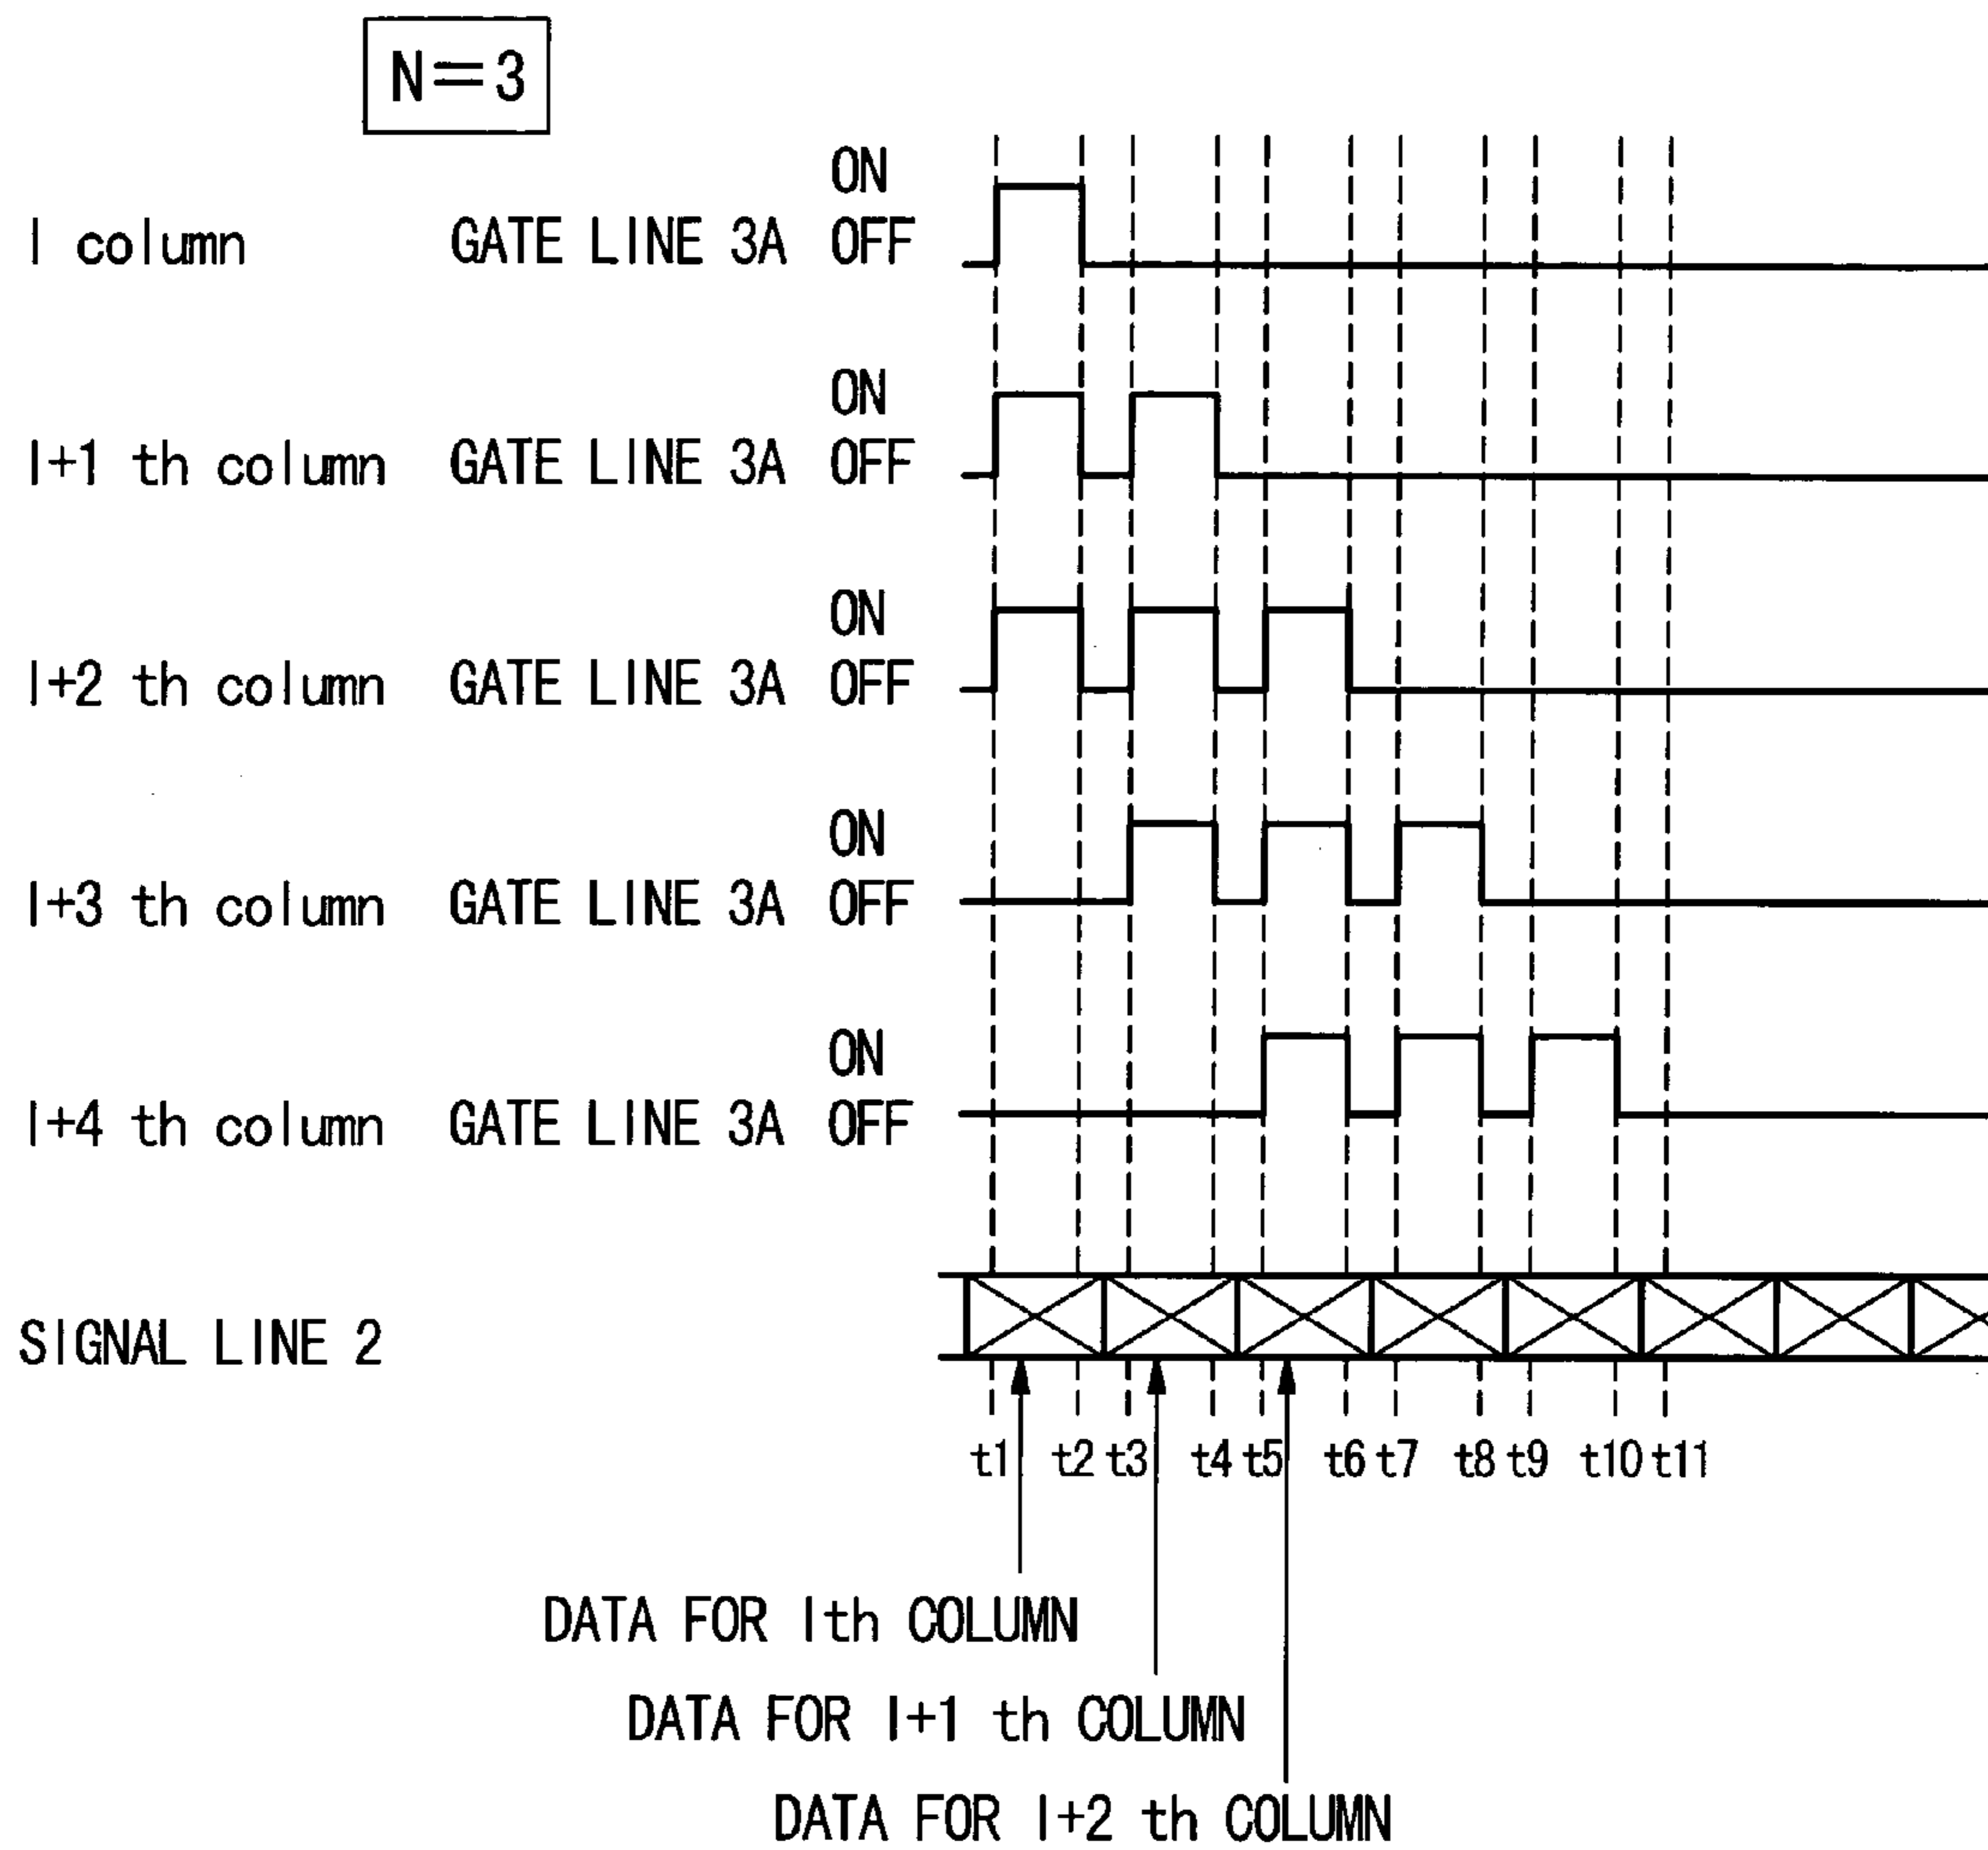 N=3
ON
I column GATE LINE 3A OFF
ON
I+1 th column GATE LINE 3A OFF
ON
I+2 th column GATE LINE 3A OFF
ON
I+3 th column GATE LINE 3A OFF
ON
I+4 th column GATE LINE 3A OFF
SIGNAL LINE 2
t1 t2 t3 t4 t5 t6 t7 t8 t9 t10 t11
DATA FOR Ith COLUMN
DATA FOR I+1 th COLUMN
DATA FOR I+2 th COLUMN